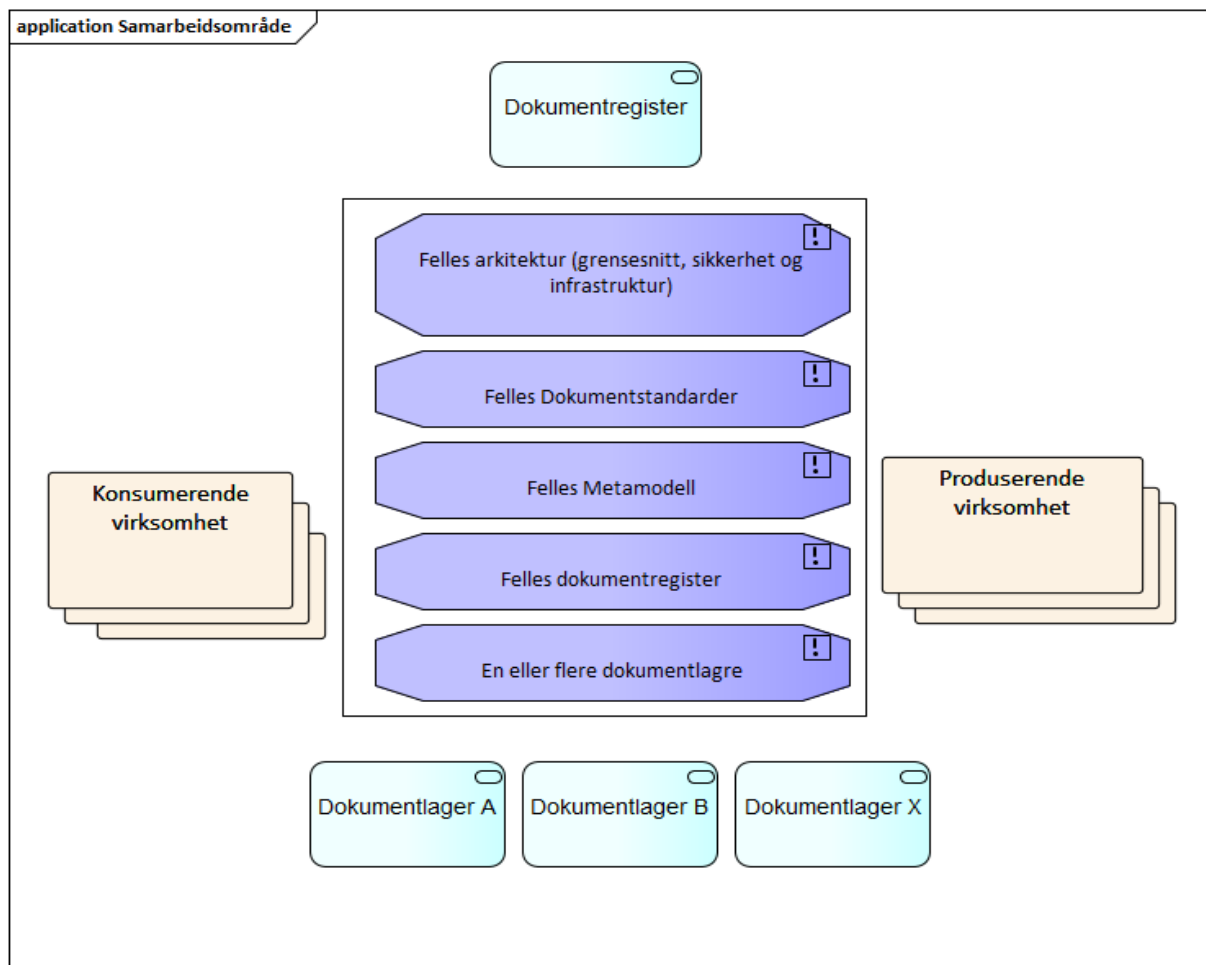 application Samarbeidsområde
Dokumentregister
Felles arkitektur (grensesnitt, sikkerhet og
infrastruktur)
Felles Dokumentstandarder
Felles Metamodell
Felles dokumentregister
En eller flere dokumentlagre
Konsumerende
virksomhet
Produserende
virksomhet
Dokumentlager A
Dokumentlager B
Dokumentlager X